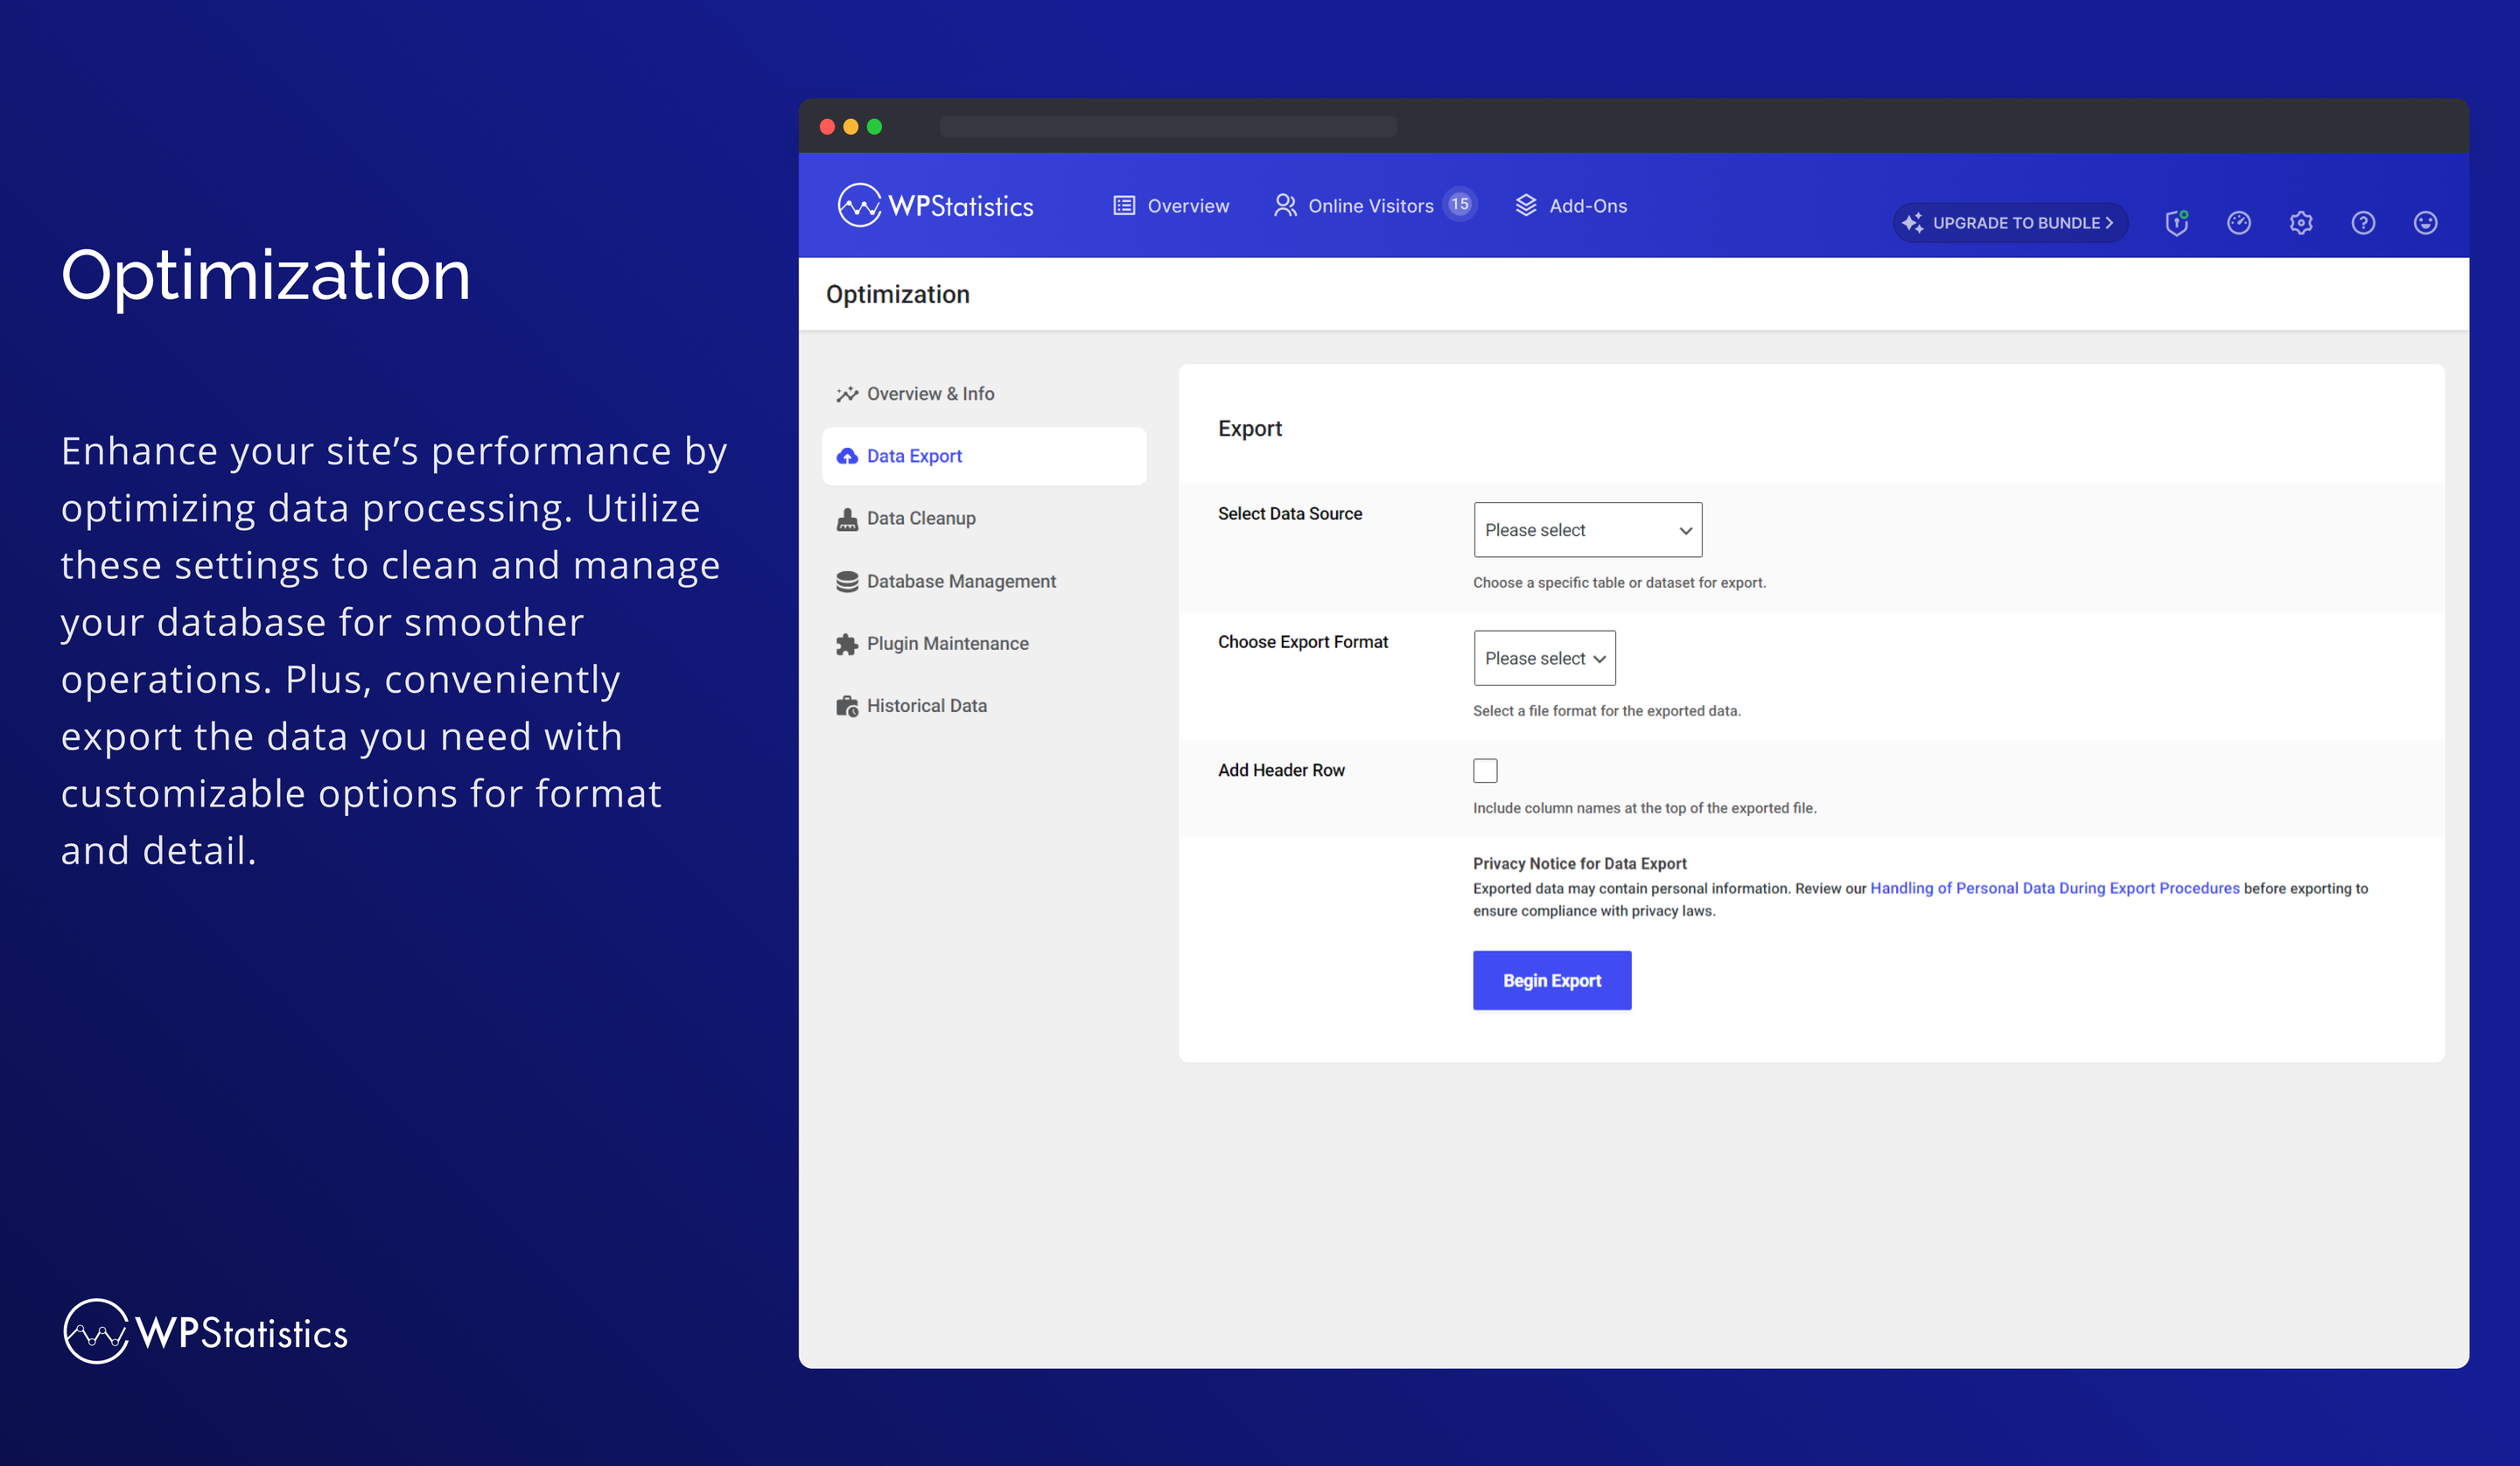 Optimization
Enhance your site’s performance by
optimizing data processing. Utilize
these settings to clean and manage
your database for smoother
operations. Plus, conveniently
export the data you need with
customizable options for format
and detail.
WPStatistics
WPStatistics
Overview
Online Visitors 15
Add-Ons
UPGRADE TO BUNDLE
Optimization
Overview & Info
Data Export
Data Cleanup
Database Management
Plugin Maintenance
Historical Data
Export
Select Data Source
Please select
Choose a specific table or dataset for export.
Choose Export Format
Please select
Select a file format for the exported data.
Add Header Row
Include column names at the top of the exported file.
Privacy Notice for Data Export
Exported data may contain personal information. Review our Handling of Personal Data During Export Procedures before exporting to
ensure compliance with privacy laws.
Begin Export